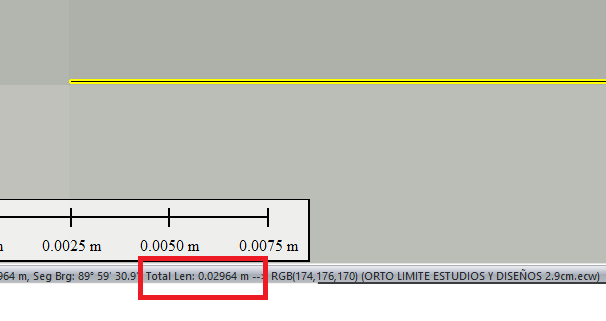 m 0.0025 m 0.0050 m 0.0075 m
964 m, Seg Brg: 89° 59' 30.9" Total Len: 0.02964 m --> RGB(174,176,170) (ORTO LIMITE ESTUDIOS Y DISEÑOS 2.9cm.ecw)